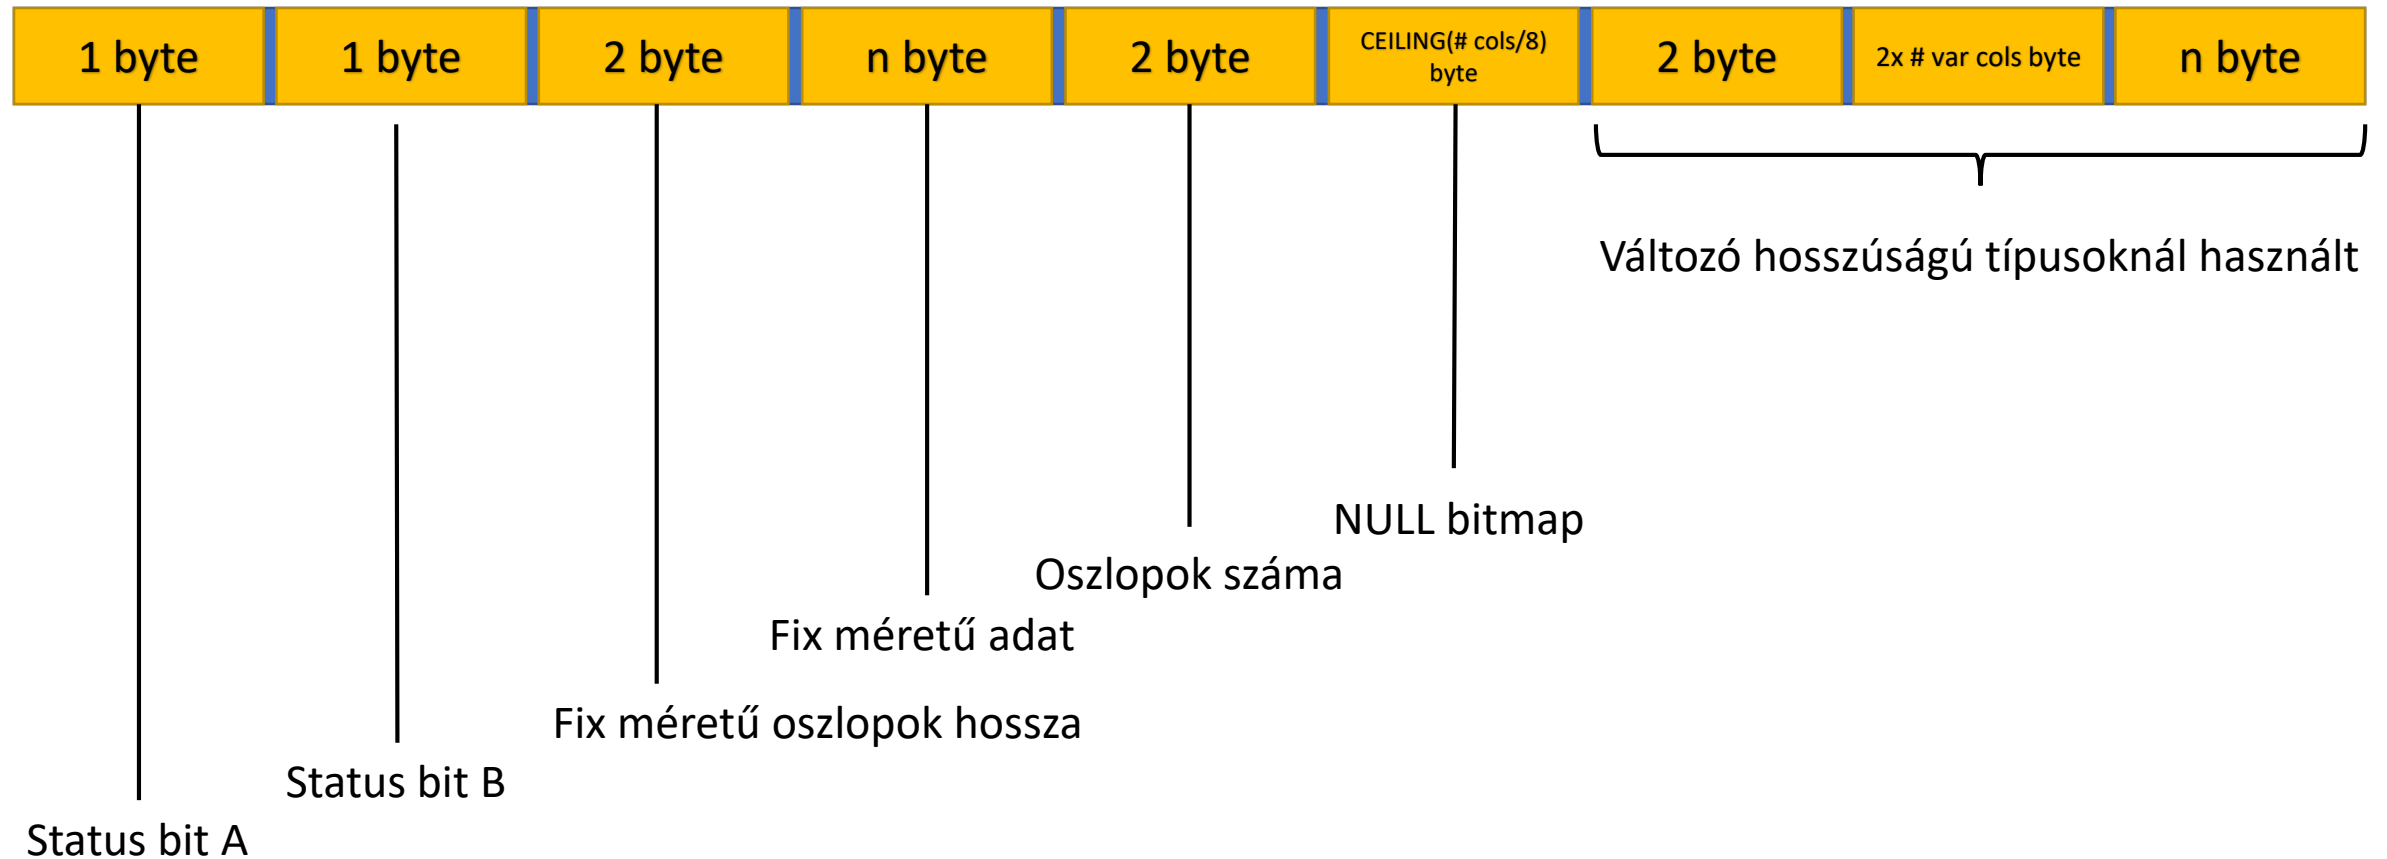 1 byte
1 byte
2 byte
n byte
2 byte
CEILING(# cols/8)
byte
2 byte
2x # var cols byte
n byte
Változó hosszúságú típusoknál használt
NULL bitmap
Oszlopok száma
Fix méretű adat
Fix méretű oszlopok hossza
Status bit B
Status bit A